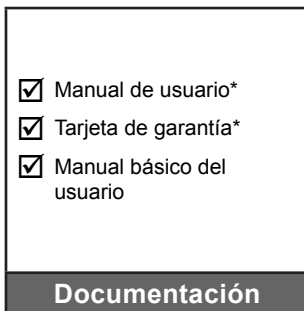 Manual de usuario*
Tarjeta de garantía*
Manual básico del
usuario
Documentación